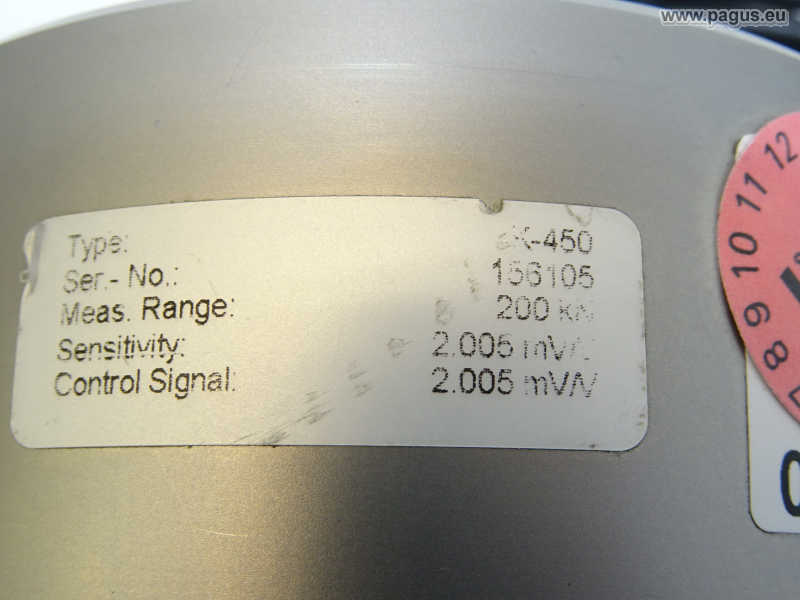 www.pagus.eu
Type:
Ser.- No.: 156105
Meas. Range: 200 kN
Sensitivity: 2.005 mV/V
Control Signal: 2.005 mV/V
12
11
10
9
8